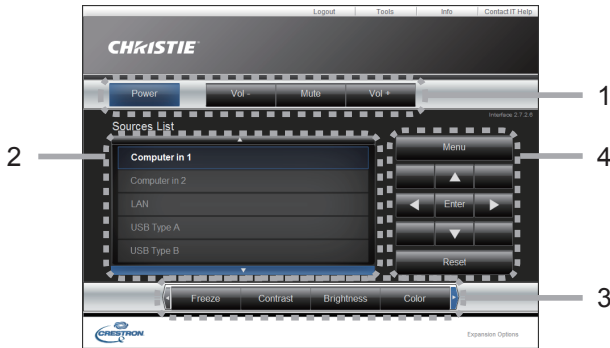 Logout Tools Info Contact IT Help
CHRISTIE
Power Vol - Mute Vol + 1
Interface 2.7.2.6
Sources List
2 Computer in 1
Computer in 2
LAN
USB Type A
USB Type B
4
Menu
Enter
Reset
Freeze Contrast Brightness Color 3
CRESTRON
Expansion Options